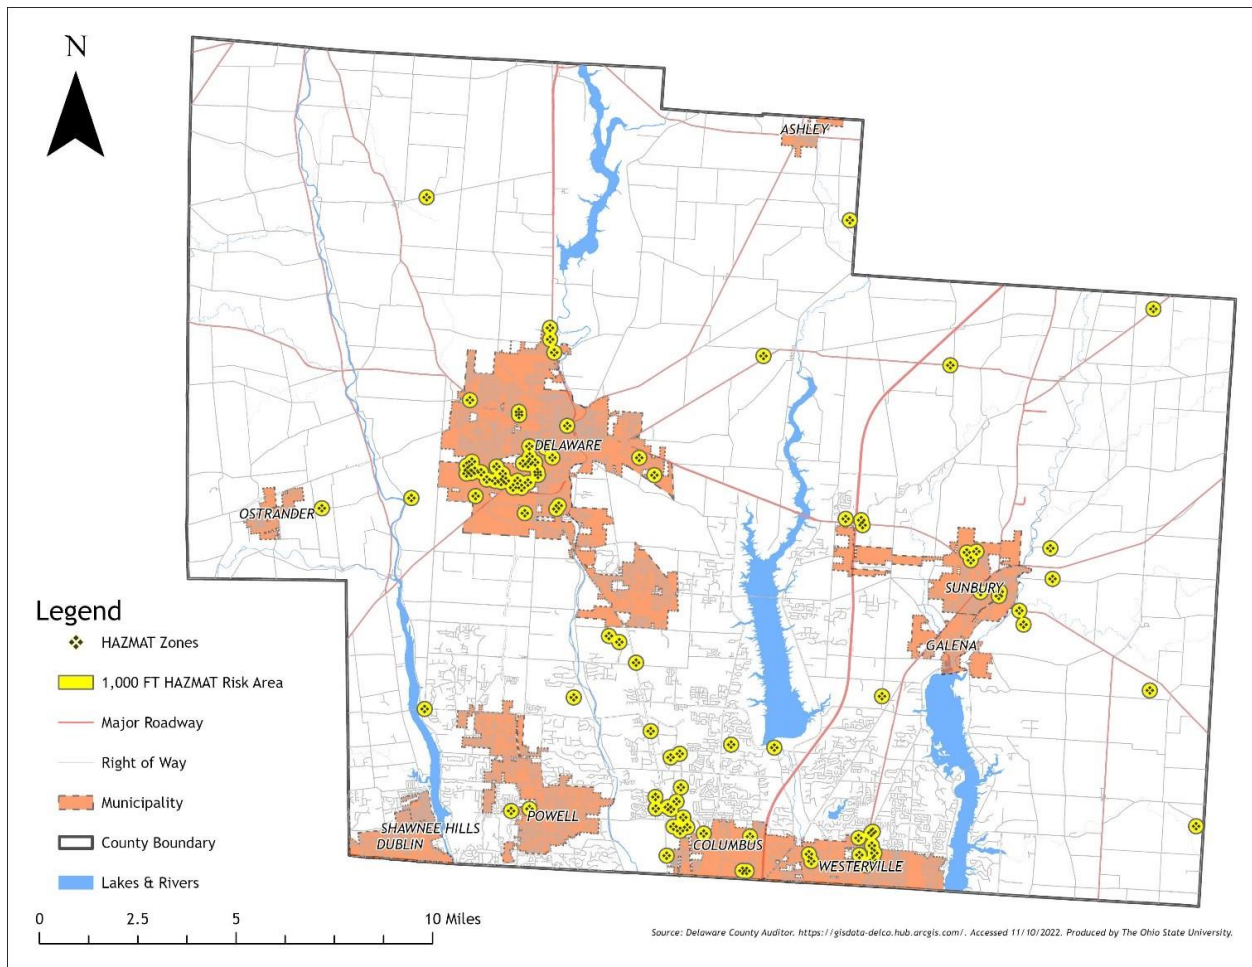 N
ASHLEY
DELAWARE
OSTRANDER
SUNBURY
GALENA
Legend
HAZMAT Zones
1,000 FT HAZMAT Risk Area
Major Roadway
Right of Way
Municipality
County Boundary
Lakes & Rivers
POWELL
SHAWNEE HILLS
DUBLIN
COLUMBUS
WESTERVILLE
0 2.5 5 10 Miles
Source: Delaware County Auditor. https://gisdata-delco.hub.arcgis.com/. Accessed 11/10/2022. Produced by The Ohio State University.